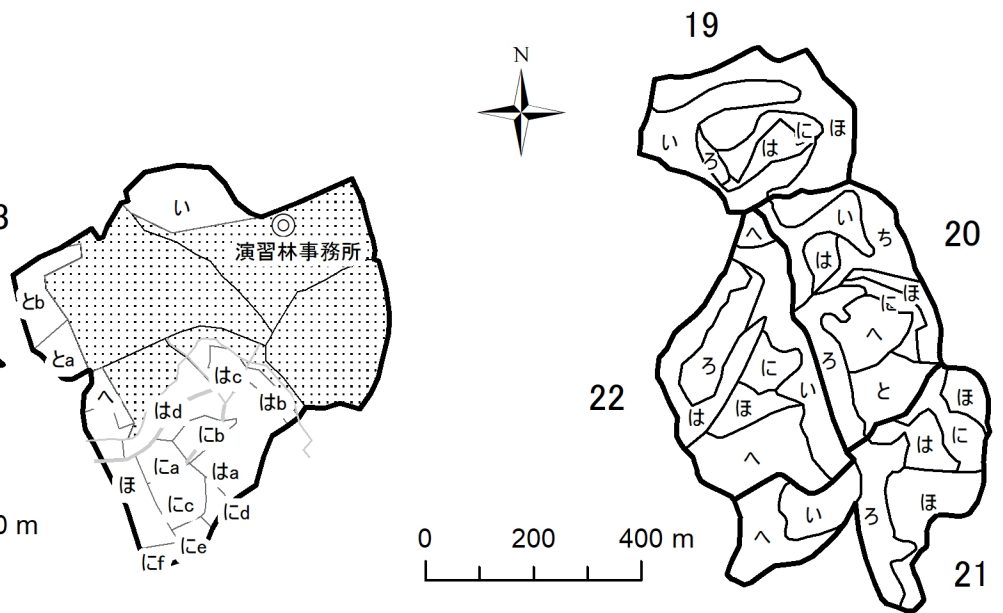 19
N
い
ろ
は
に
ほ
い
演習林事務所
とb
とa
へ
はc
はb
はd
にb
にa
はa
ほ
にc
にd
にe
にf
0 m
20
い
ち
は
ほ
に
へ
ろ
と
22
へ
ろ
に
い
は
ほ
へ
い
へ
21
ほ
に
は
ろ
ほ
0 200 400 m